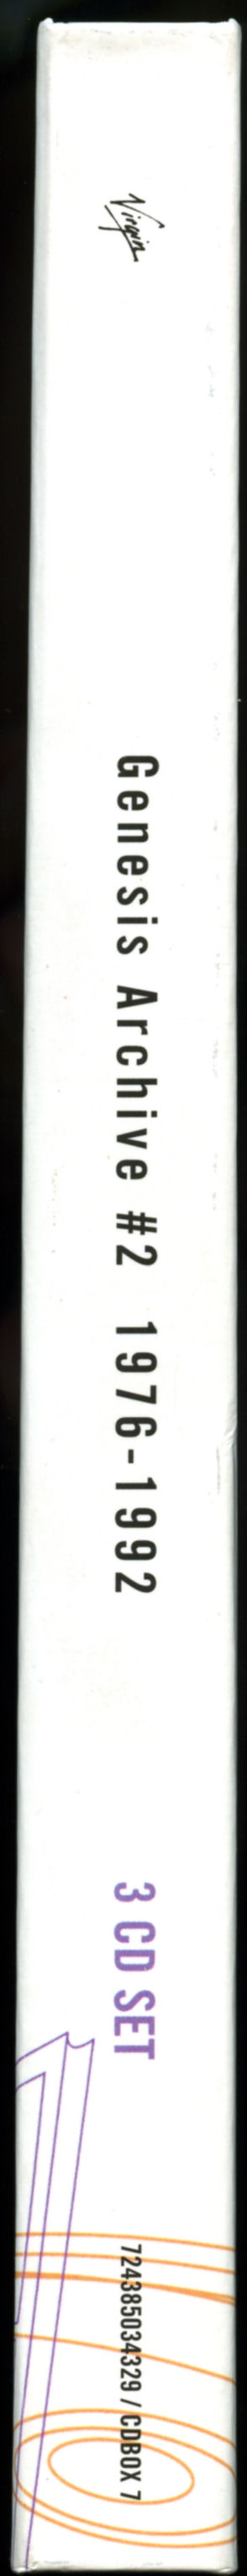 Virgin
Genesis Archive #2 1976-1992
3 CD SET
724385034329 / CDBOX 7